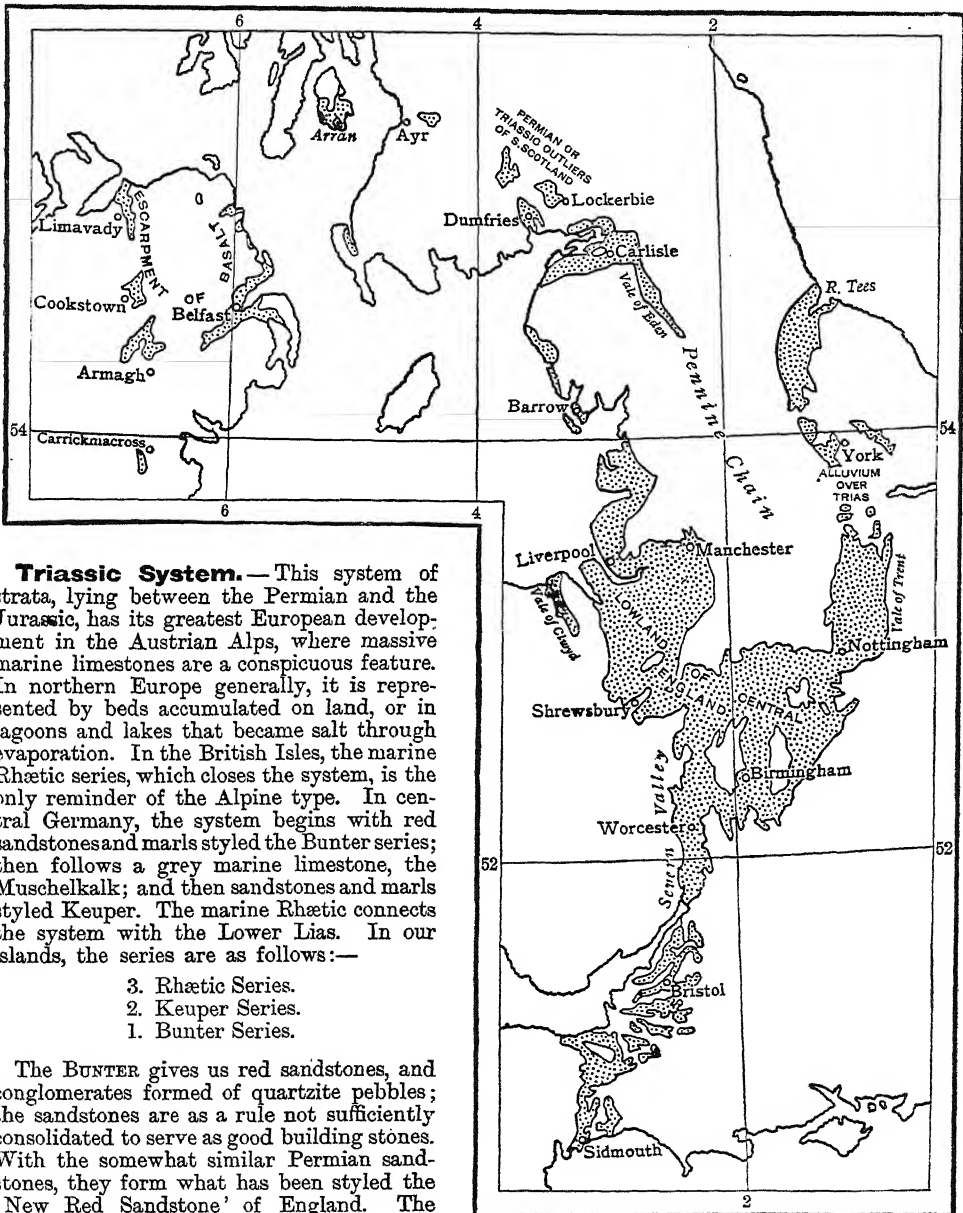 6
4
2
PERMIAN OR
TRIASSIC OUTLIERS
OF S. SCOTLAND
Arran
Ayr
Lockerbie
Limavady
ESCARPMENT
BASALT
Dumfries
Carlisle
Cookstown
OF
Belfast
Vale of Eden
R. Tees
Armagh
Pennine
Barrow
54
54
Carrickmacross
York
ALLUVIUM
OVER
TRIAS
Chain
6
4
Liverpool
Manchester
Vale of Clwyd
LOWLAND
Vale of Trent
OF
ENGLAND
CENTRAL
Nottingham
Shrewsbury
Birmingham
Severn Valley
Worcester
52
52
Bristol
Sidmouth
2
Triassic System.—This system of
strata, lying between the Permian and the
Jurassic, has its greatest European develop-
ment in the Austrian Alps, where massive
marine limestones are a conspicuous feature.
In northern Europe generally, it is repre-
sented by beds accumulated on land, or in
lagoons and lakes that became salt through
evaporation. In the British Isles, the marine
Rhætic series, which closes the system, is the
only reminder of the Alpine type. In cen-
tral Germany, the system begins with red
sandstones and marls styled the Bunter series;
then follows a grey marine limestone, the
Muschelkalk; and then sandstones and marls
styled Keuper. The marine Rhætic connects
the system with the Lower Lias. In our
islands, the series are as follows:—
3. Rhætic Series.
2. Keuper Series.
1. Bunter Series.
The BUNTER gives us red sandstones, and
conglomerates formed of quartzite pebbles;
the sandstones are as a rule not sufficiently
consolidated to serve as good building stones.
With the somewhat similar Permian sand-
stones, they form what has been styled the
'New Red Sandstone' of England. The